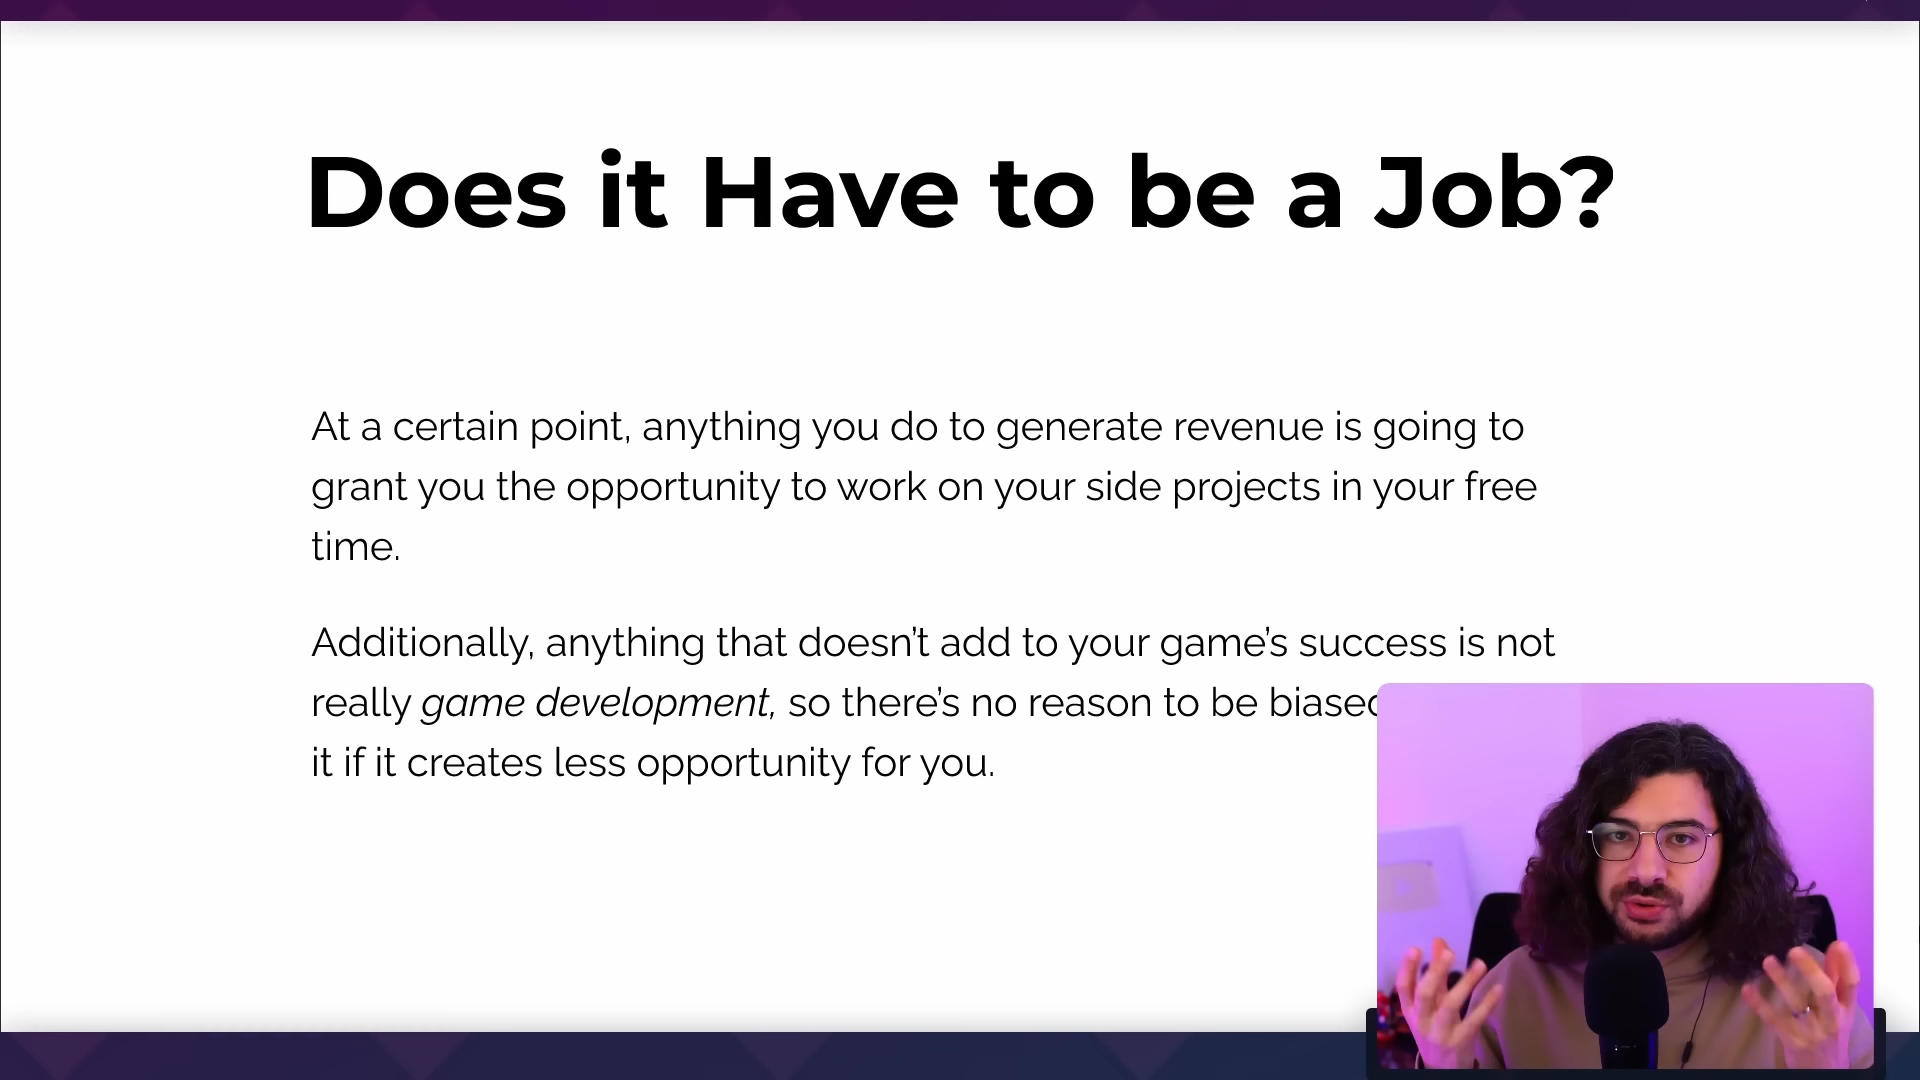 Does it Have to be a Job?
At a certain point, anything you do to generate revenue is going to
grant you the opportunity to work on your side projects in your free
time.
Additionally, anything that doesn’t add to your game’s success is not
really game development, so there’s no reason to be biased
it if it creates less opportunity for you.